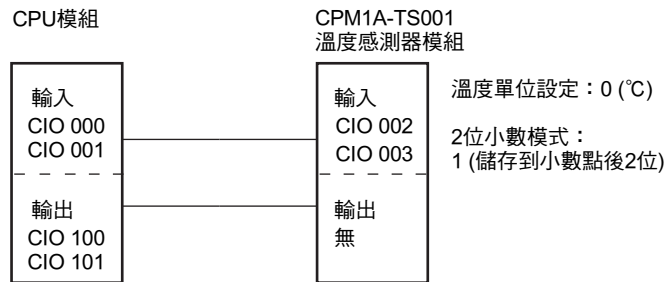 CPU模組
輸入
CIO 000
CIO 001
輸出
CIO 100
CIO 101
CPM1A-TS001
溫度感測器模組
輸入
CIO 002
CIO 003
輸出
無
溫度單位設定：0 (℃)
2位小數模式：
1 (儲存到小數點後2位)